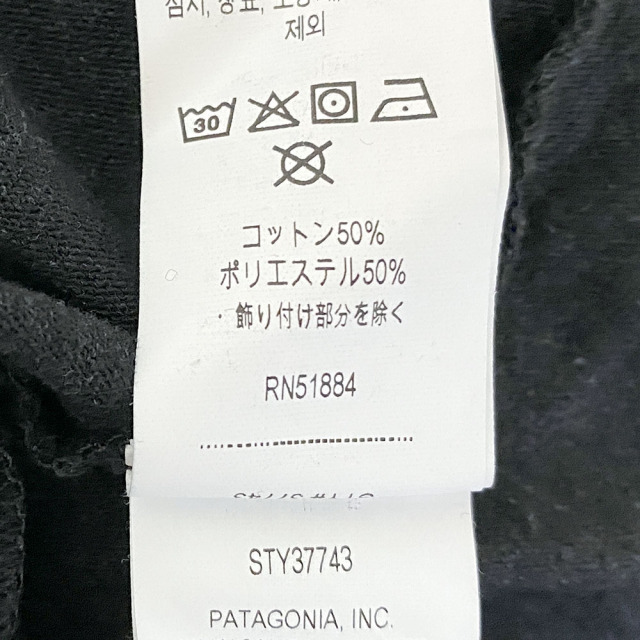 제외
30
コットン50%
ポリエステル50%
・飾り付け部分を除く
RN51884
STY37743
PATAGONIA, INC.